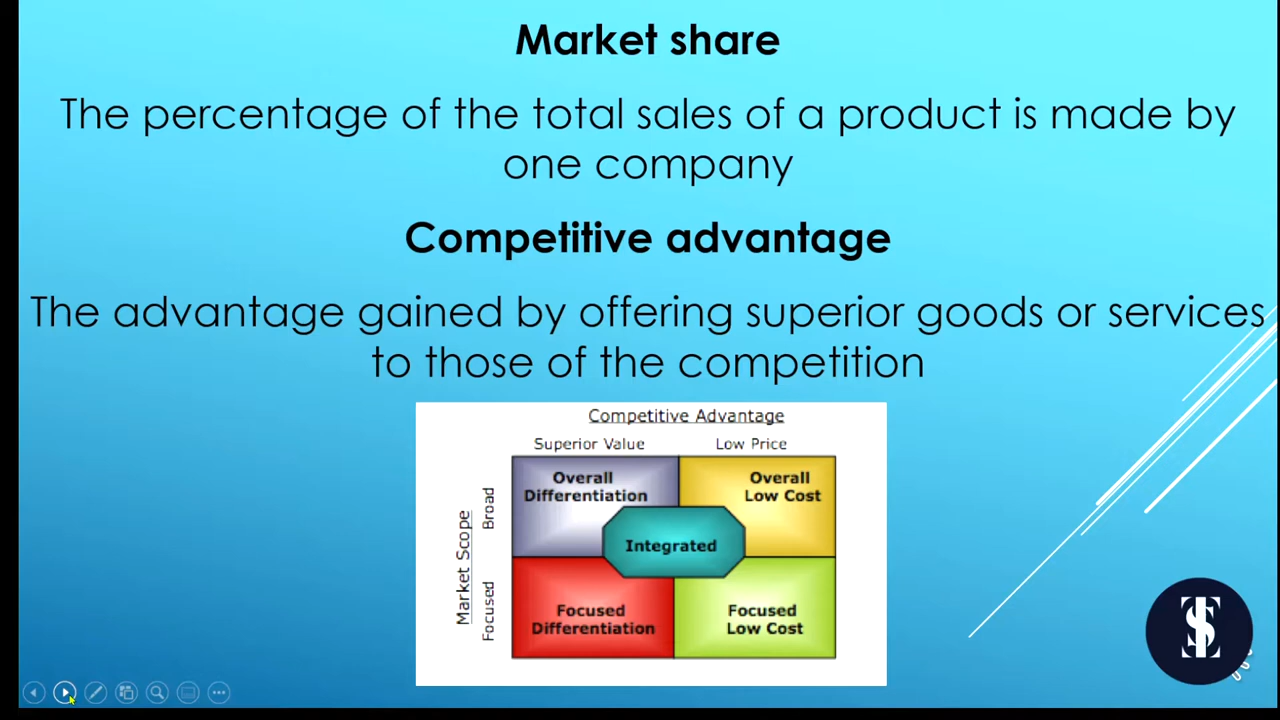 Market share
The percentage of the total sales of a product is made by
one company
Competitive advantage
The advantage gained by offering superior goods or services
to those of the competition
Competitive Advantage
Superior Value Low Price
Market Scope
Broad
Focused
Overall
Differentiation
Overall
Low Cost
Integrated
Focused
Differentiation
Focused
Low Cost